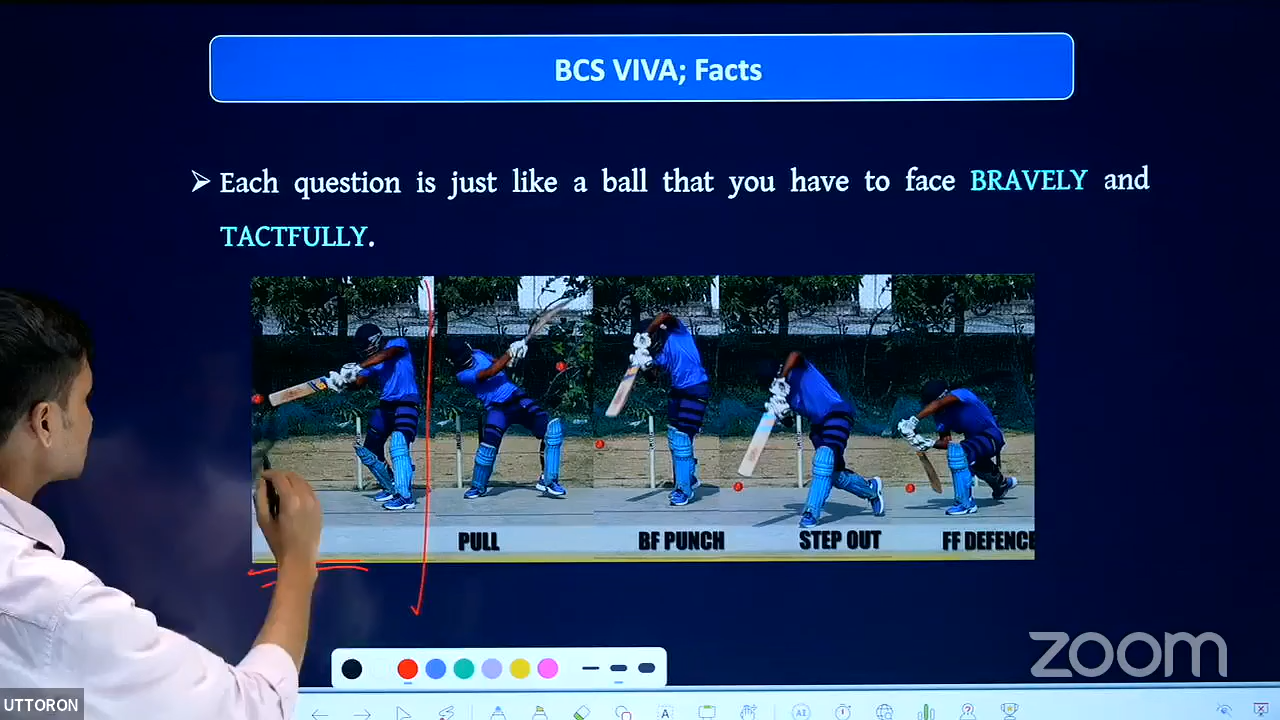 BCS VIVA; Facts
➢ Each question is just like a ball that you have to face BRAVELY and
TACTFULLY.
PULL
BF PUNCH
STEP OUT
FF DEFENCE
zoom
UTTORON
A
AI